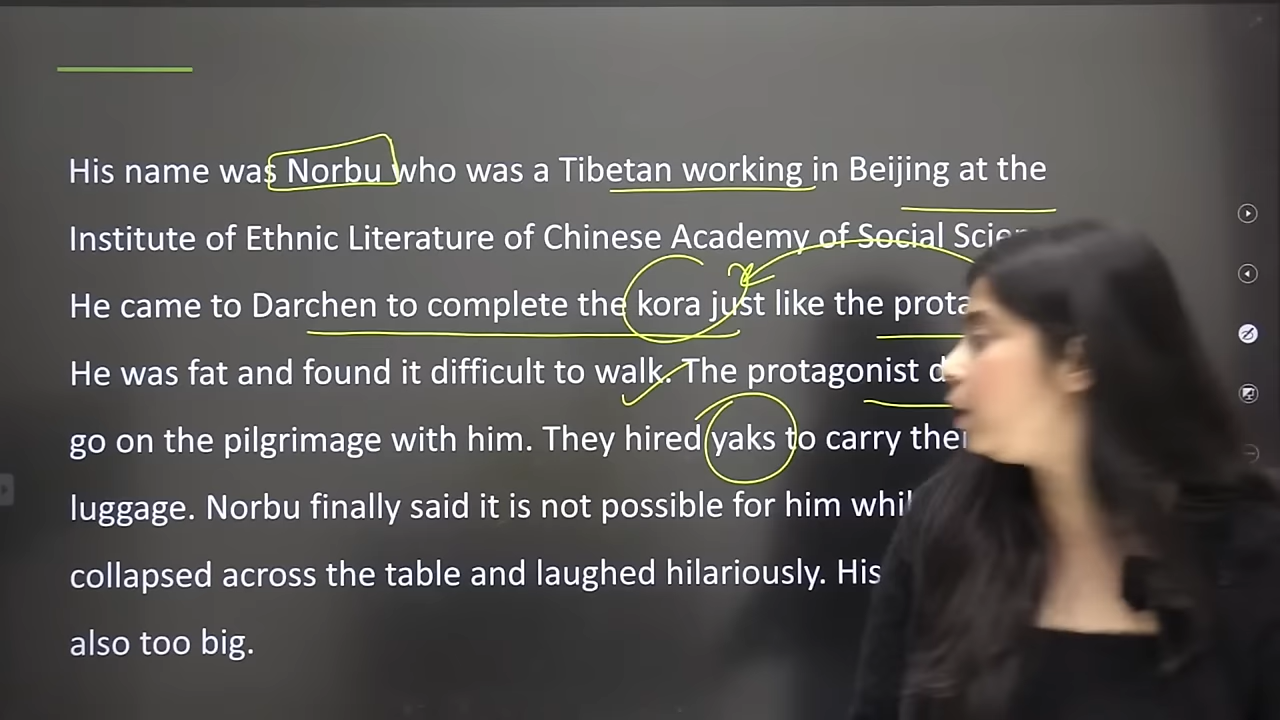 His name was Norbu who was a Tibetan working in Beijing at the
Institute of Ethnic Literature of Chinese Academy of Social
He came to Darchen to complete the kora just like the
He was fat and found it difficult to walk. The protagonist
go on the pilgrimage with him. They hired yaks to carry
luggage. Norbu finally said it is not possible for him
collapsed across the table and laughed hilariously. His
also too big.